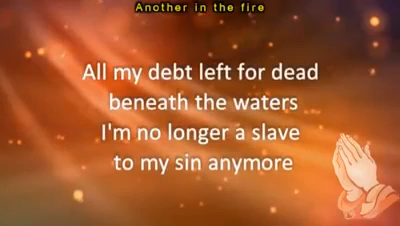 Another in the fire
All my debt left for dead
beneath the waters
I'm no longer a slave
to my sin anymore